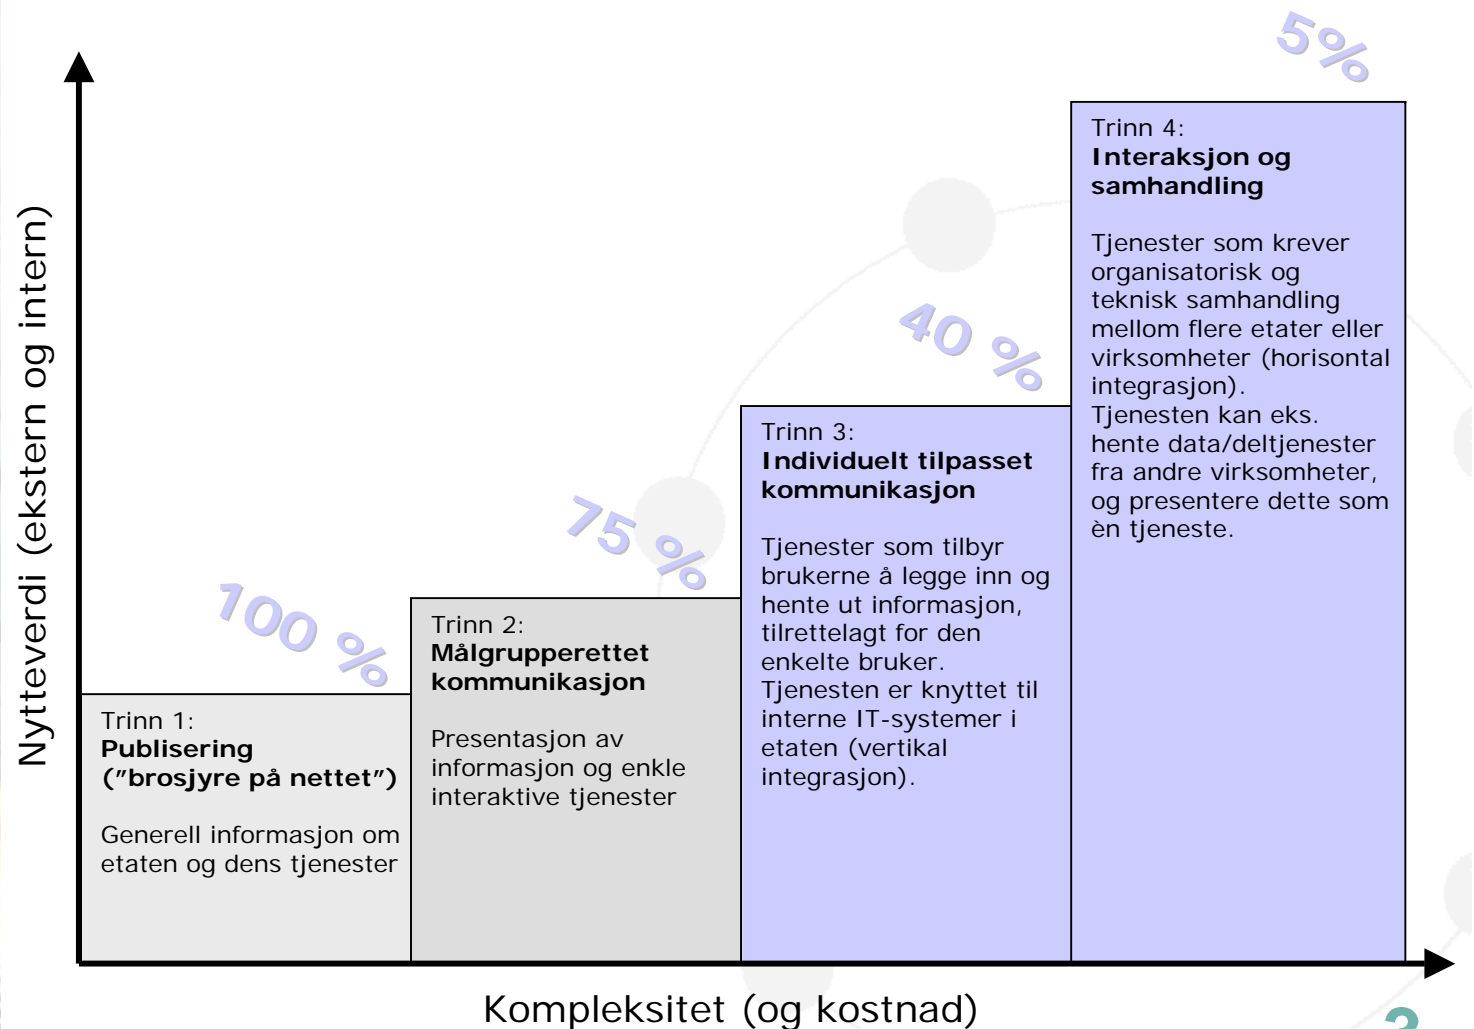 Nytteverdi (ekstern og intern)
100 %
75 %
40 %
5%
Trinn 1:
Publisering
(”brosjyre på nettet”)
Generell informasjon om
etaten og dens tjenester
Trinn 2:
Målgrupperettet
kommunikasjon
Presentasjon av
informasjon og enkle
interaktive tjenester
Trinn 3:
Individuelt tilpasset
kommunikasjon
Tjenester som tilbyr
brukerne å legge inn og
hente ut informasjon,
tilrettelagt for den
enkelte bruker.
Tjenesten er knyttet til
interne IT-systemer i
etaten (vertikal
integrasjon).
Trinn 4:
Interaksjon og
samhandling
Tjenester som krever
organisatorisk og
teknisk samhandling
mellom flere etater eller
virksomheter (horisontal
integrasjon).
Tjenesten kan eks.
hente data/deltjenester
fra andre virksomheter,
og presentere dette som
èn tjeneste.
Kompleksitet (og kostnad)